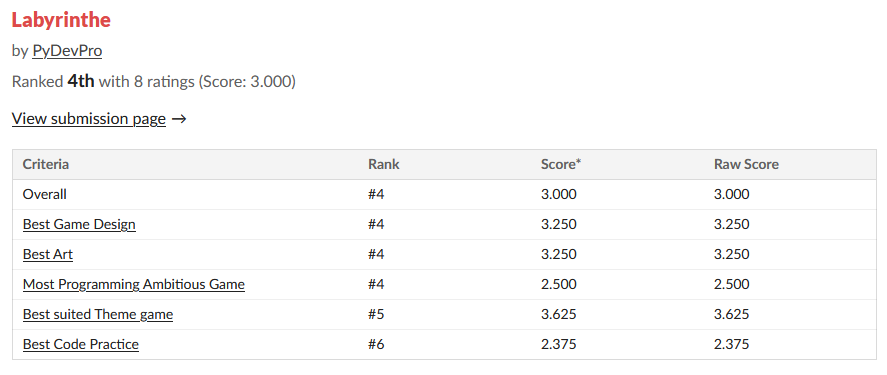 Labyrinthe
by PyDevPro
Ranked 4th with 8 ratings (Score: 3.000)
View submission page →
Criteria Rank Score* Raw Score
Overall #4 3.000 3.000
Best Game Design #4 3.250 3.250
Best Art #4 3.250 3.250
Most Programming Ambitious Game #4 2.500 2.500
Best suited Theme game #5 3.625 3.625
Best Code Practice #6 2.375 2.375